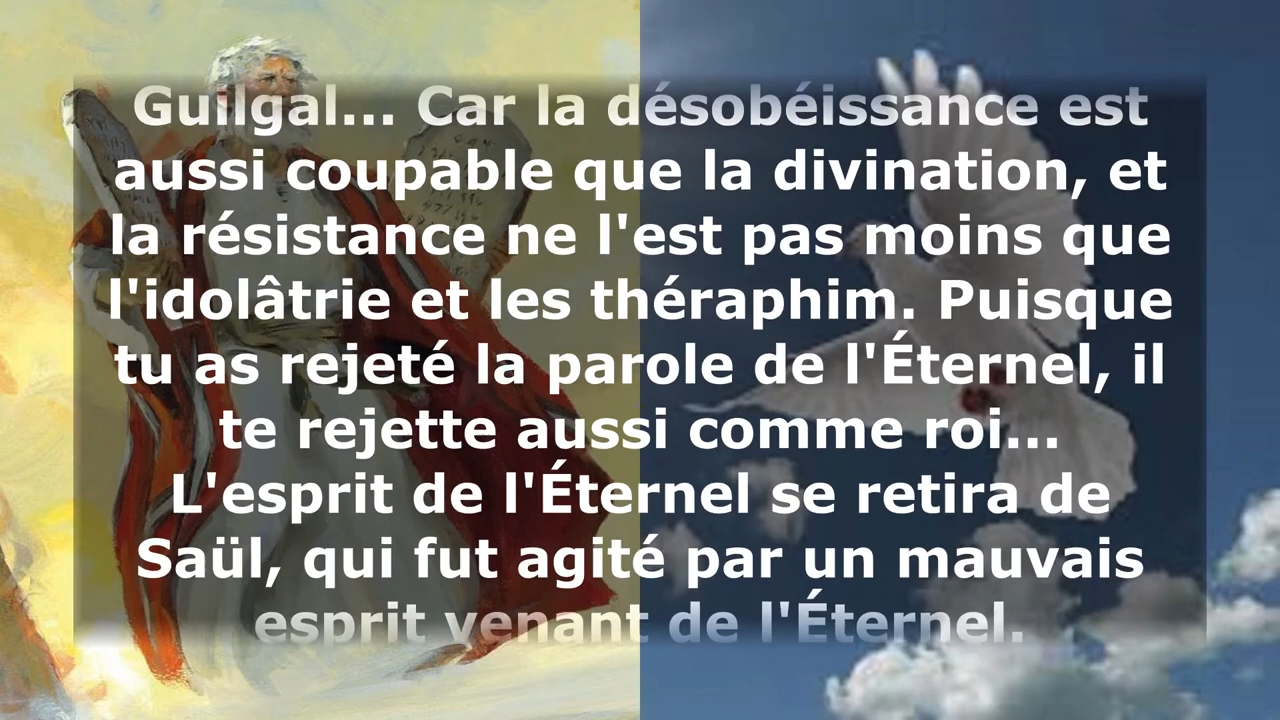 Guilgal... Car la désobéissance est
aussi coupable que la divination, et
la résistance ne l'est pas moins que
l'idolâtrie et les théraphim. Puisque
tu as rejeté la parole de l'Éternel, il
te rejette aussi comme roi...
L'esprit de l'Éternel se retira de
Saül, qui fut agité par un mauvais
esprit venant de l'Éternel.